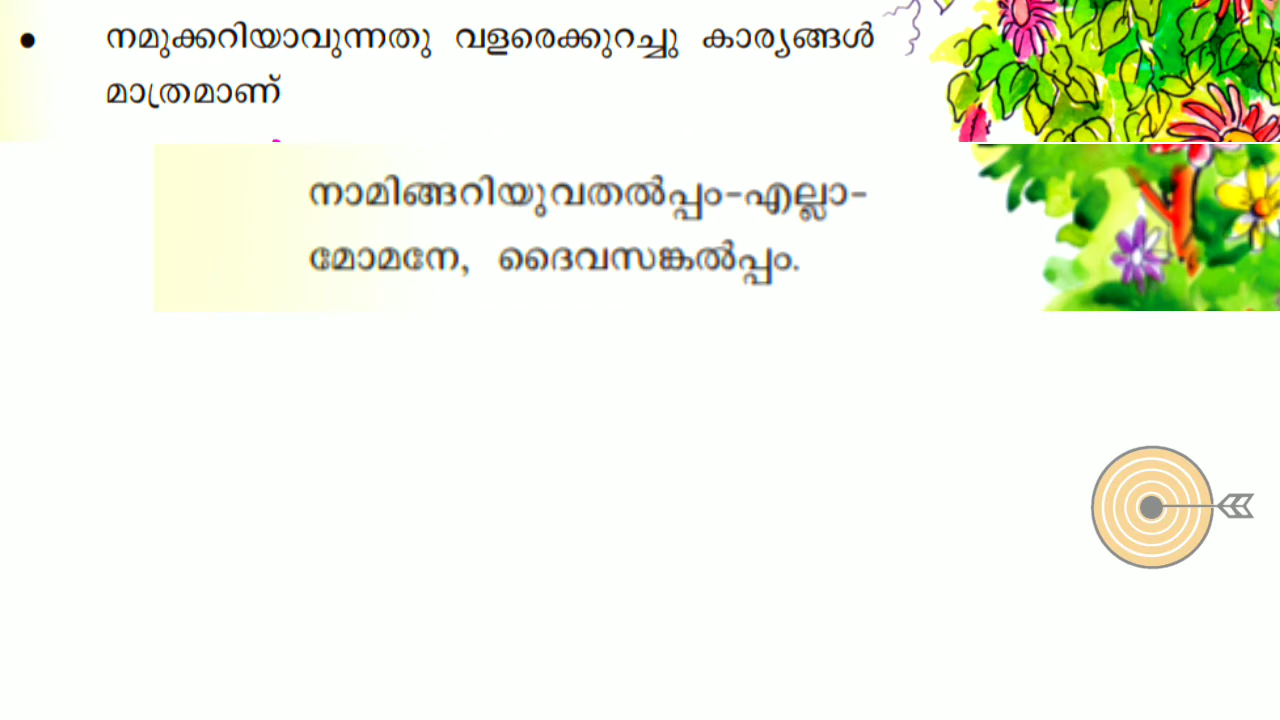 ● നമുക്കറിയാവുന്നതു വളരെക്കുറച്ചു കാര്യങ്ങൾ
മാത്രമാണ്
നാമിങ്ങറിയുവതൽപ്പം-എല്ലാ-
മോമനേ, ദൈവസങ്കൽപ്പം.